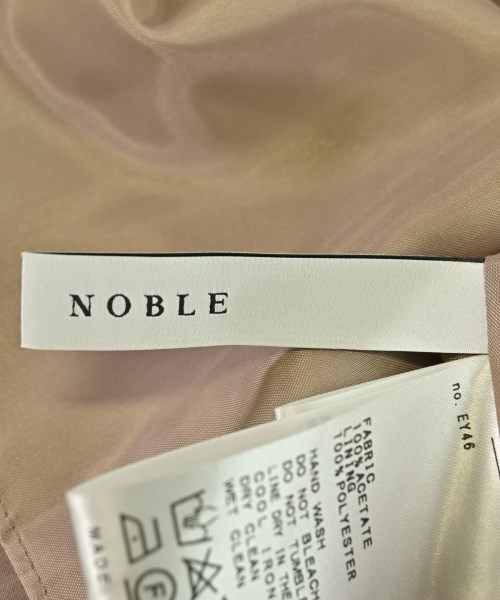 NOBLE
no. EY46
FABRIC
100%ACETATE
LINING
100%POLYESTER
HAND WASH
DO NOT BLEACH
DO NOT TUMBLE
LINE DRY IN THE
COOL IRON
DRY CLEAN
WET CLEAN
MADE
F